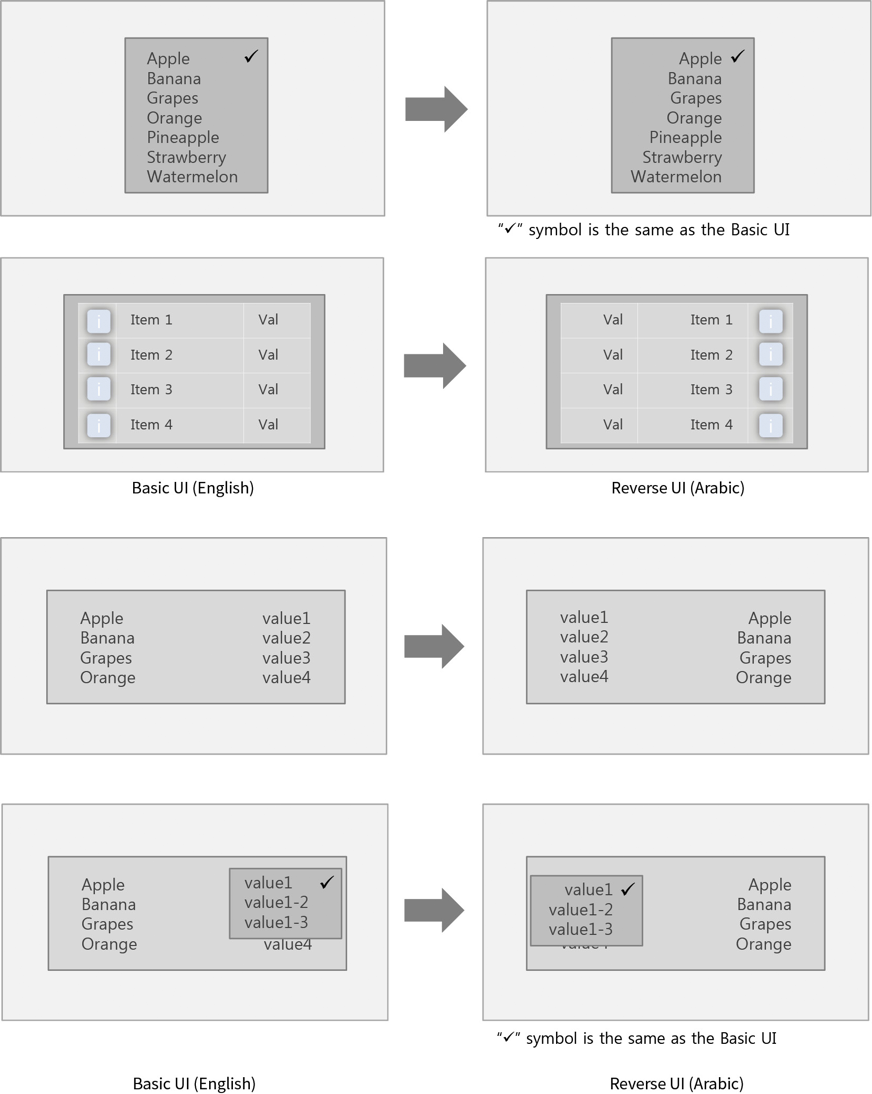 Apple ✓
Banana
Grapes
Orange
Pineapple
Strawberry
Watermelon
Apple ✓
Banana
Grapes
Orange
Pineapple
Strawberry
Watermelon
“✓” symbol is the same as the Basic UI
i Item 1 Val
i Item 2 Val
i Item 3 Val
i Item 4 Val
Val Item 1 i
Val Item 2 i
Val Item 3 i
Val Item 4 i
Basic UI (English)
Reverse UI (Arabic)
Apple value1
Banana value2
Grapes value3
Orange value4
value1 Apple
value2 Banana
value3 Grapes
value4 Orange
Apple value1 ✓
Banana value1-2
Grapes value1-3
Orange value4
value1 ✓ Apple
value1-2 Banana
value1-3 Grapes
Orange
“✓” symbol is the same as the Basic UI
Basic UI (English)
Reverse UI (Arabic)